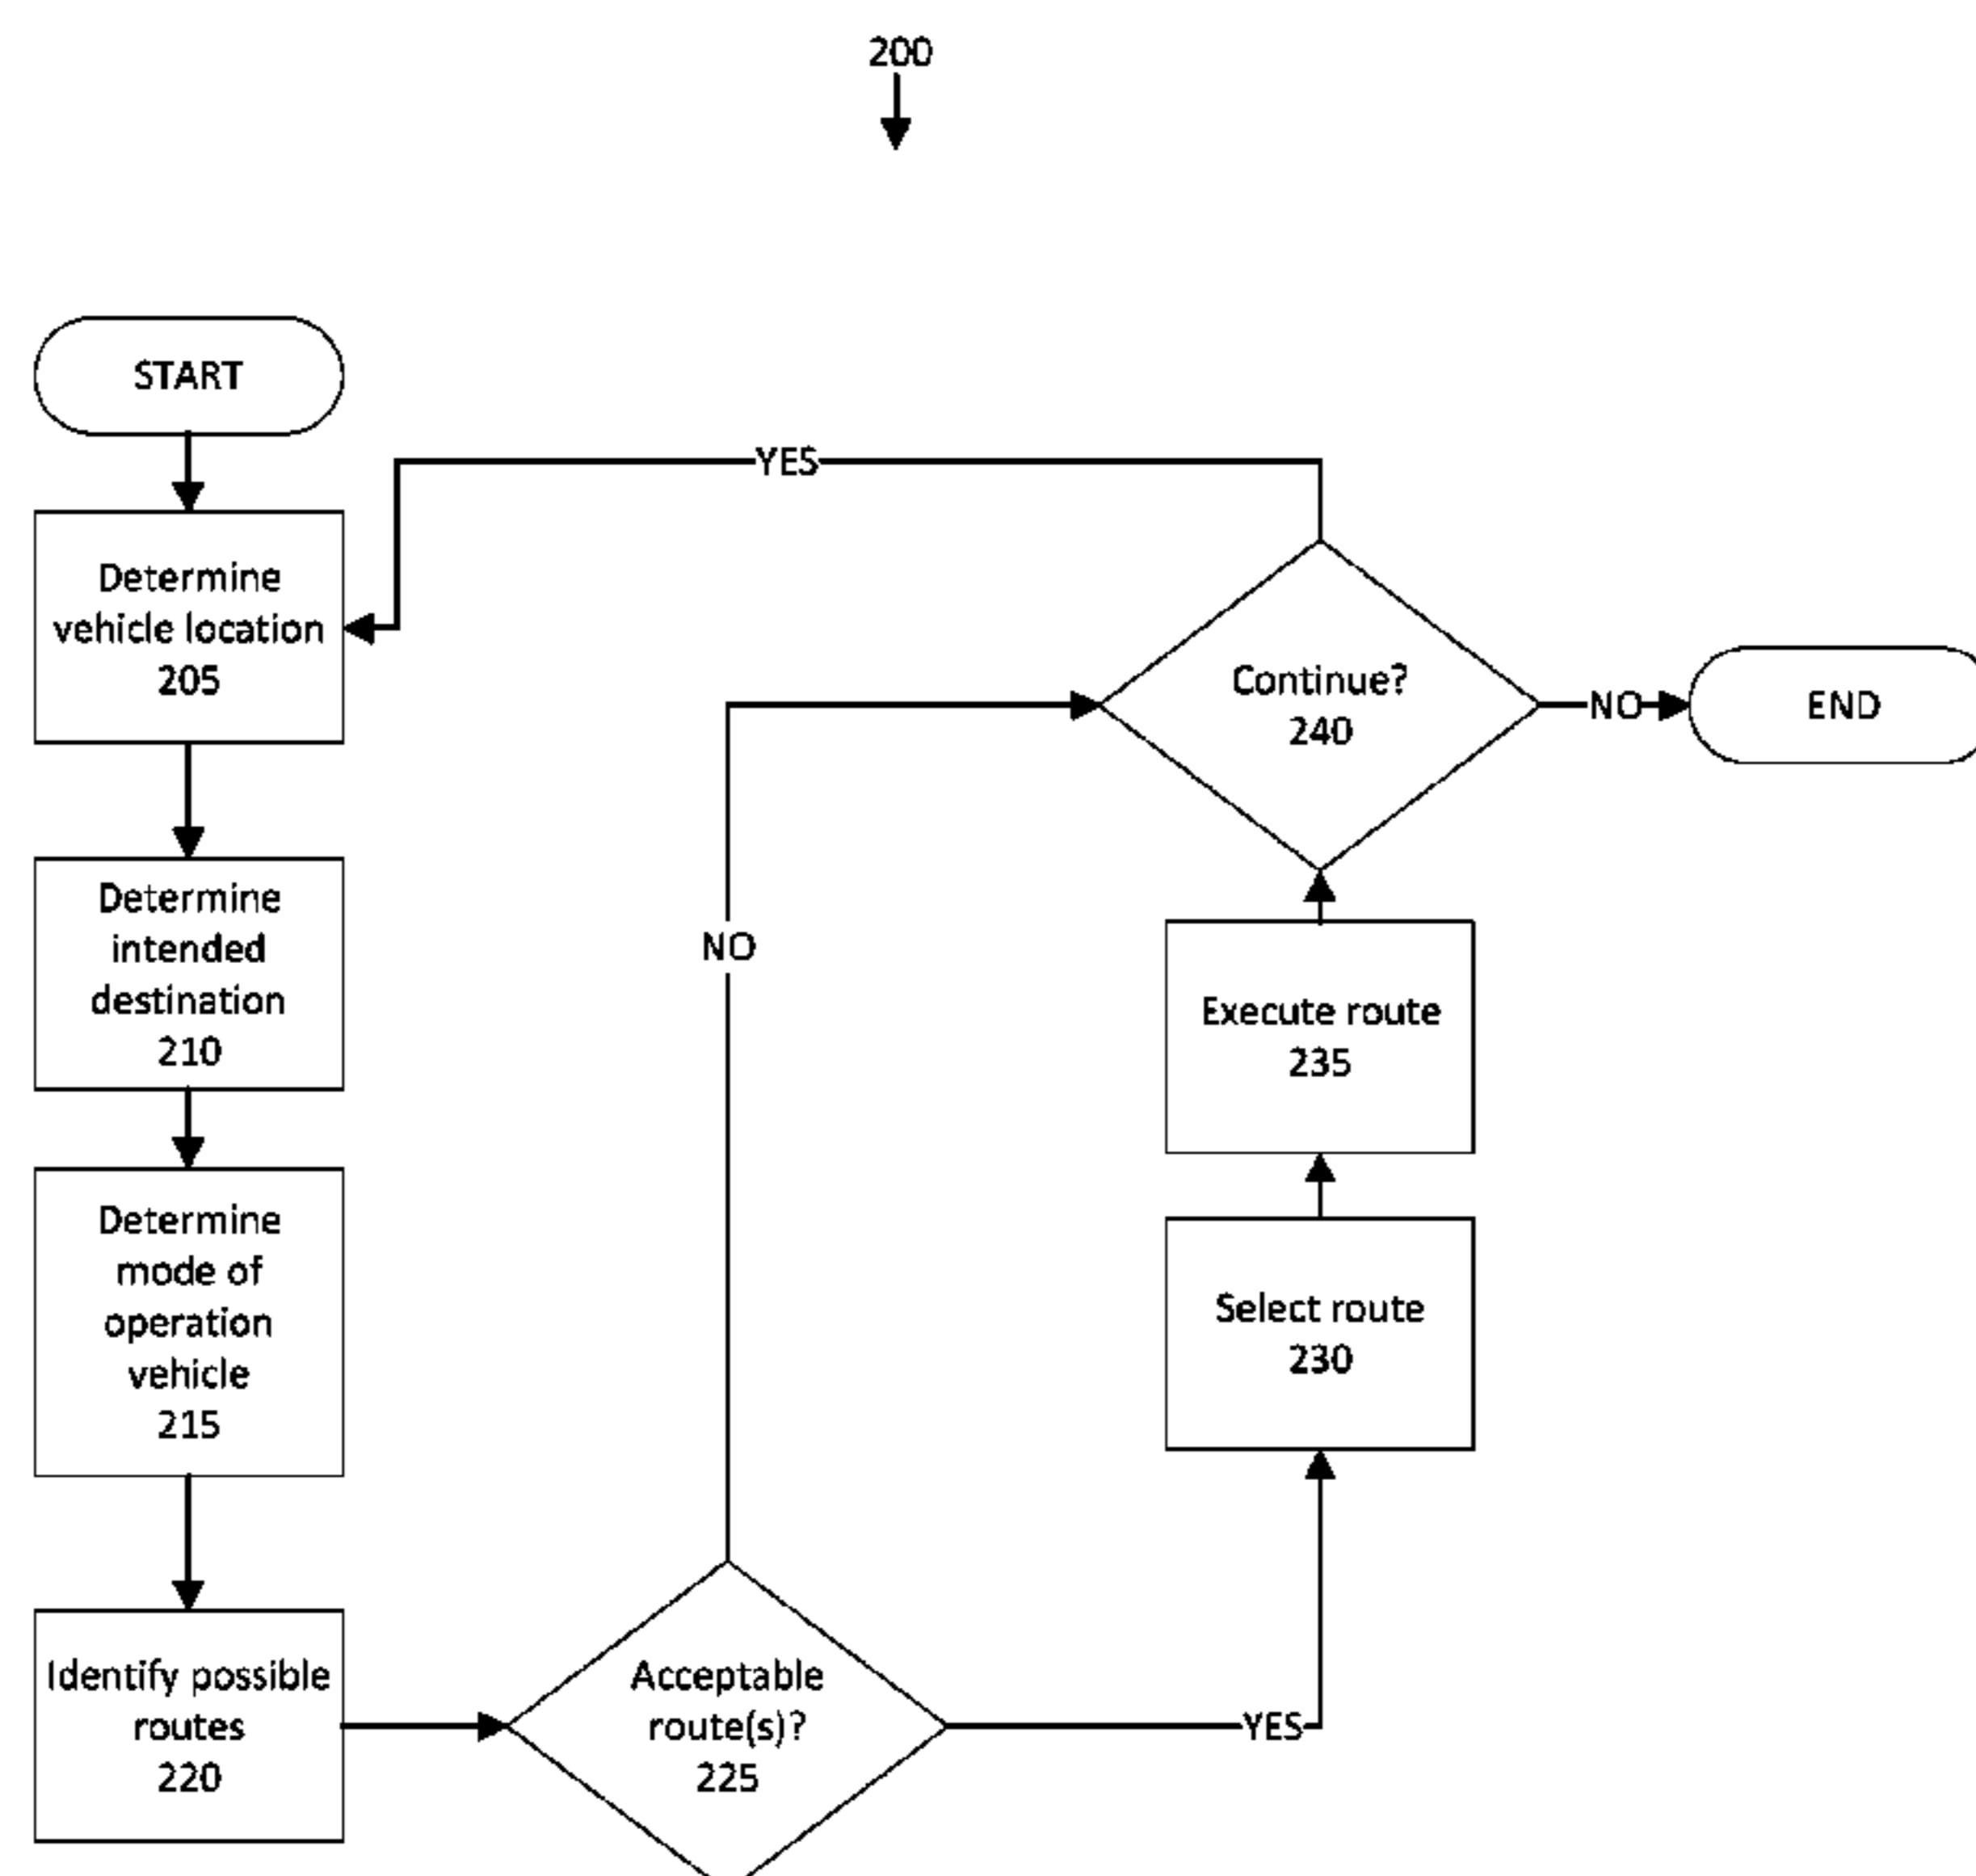 200
START
Determine
vehicle location
205
Determine
intended
destination
210
Determine
mode of
operation
vehicle
215
Identify possible
routes
220
Acceptable
route(s)?
225
NO
YES
Select route
230
Execute route
235
Continue?
240
YES
NO
END